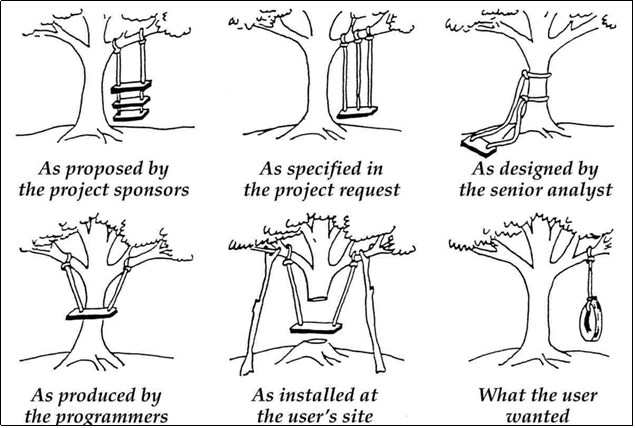 As proposed by
the project sponsors
As specified in
the project request
As designed by
the senior analyst
As produced by
the programmers
As installed at
the user's site
What the user
wanted